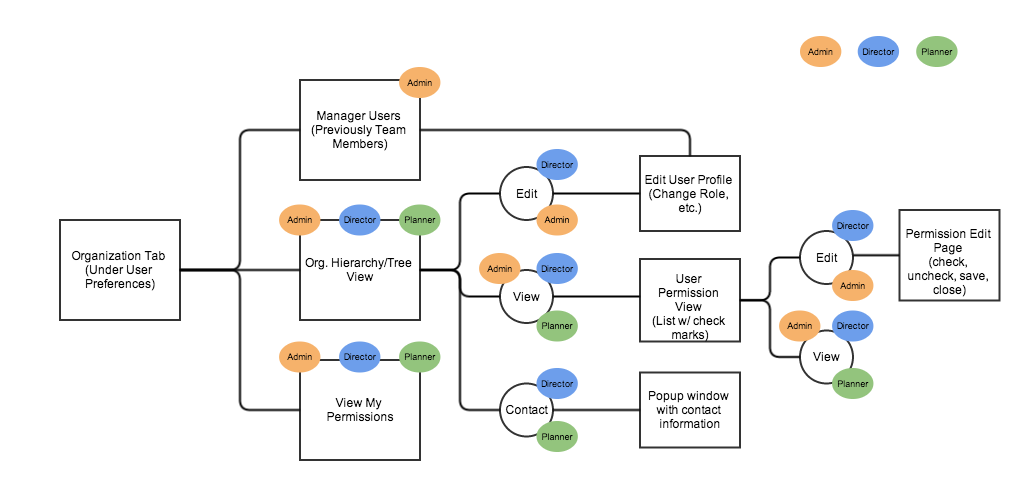 Admin
Director
Planner
Admin
Manager Users
(Previously Team
Members)
Director
Edit
Admin
Edit User Profile
(Change Role,
etc.)
Admin
Director
Planner
Org. Hierarchy/Tree
View
Organization Tab
(Under User
Preferences)
Admin
Director
View
Planner
User
Permission
View
(List w/ check
marks)
Director
Edit
Admin
Permission Edit
Page
(check,
uncheck, save,
close)
Admin
Director
View
Planner
Admin
Director
Planner
View My
Permissions
Director
Contact
Planner
Popup window
with contact
information